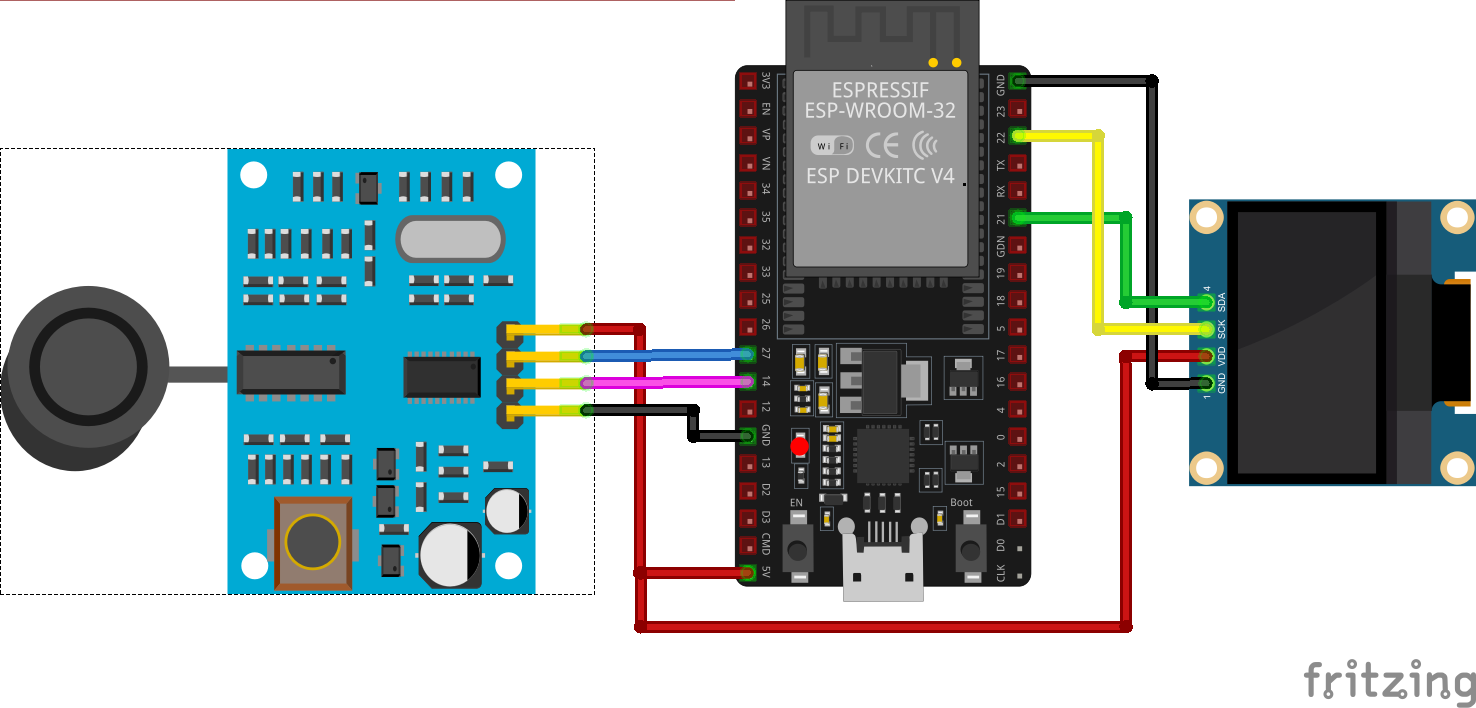 ESPRESSIF
ESP-WROOM-32
Wi Fi
CE
ESP DEVKITC V4
3V3
EN
VP
VN
34
35
32
33
25
26
27
14
12
GND
13
D2
D3
CMD
5V
GND
23
22
TX
RX
21
GDN
19
18
5
17
16
4
0
2
15
D1
D0
CLK
EN
Boot
4
SDA
SCK
VDD
GND
1
fritzing